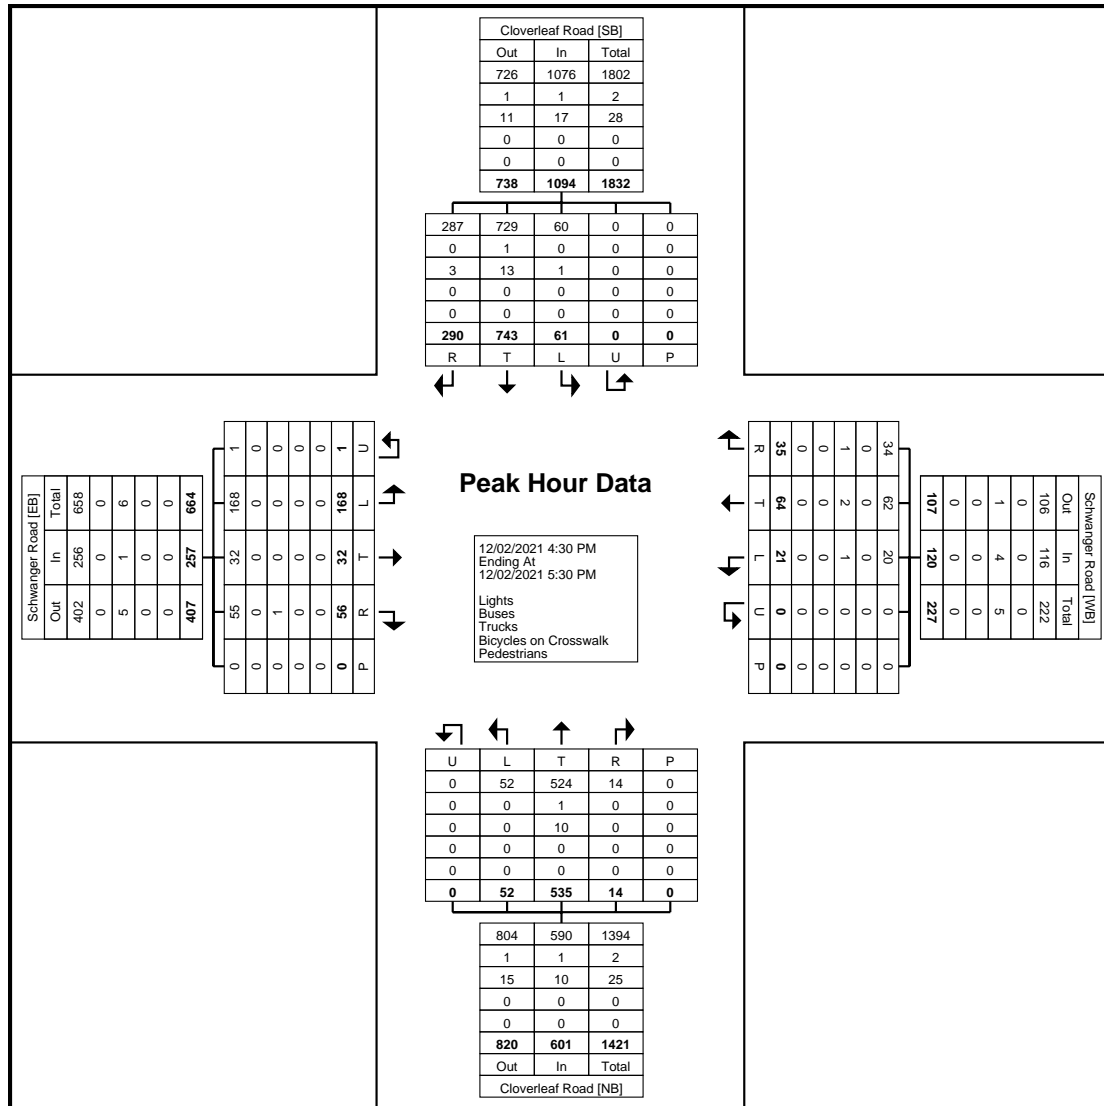 Cloverleaf Road [SB]
Out In Total
726 1076 1802
1 1 2
11 17 28
0 0 0
0 0 0
738 1094 1832
287 729 60 0 0
0 1 0 0 0
3 13 1 0 0
0 0 0 0 0
0 0 0 0 0
290 743 61 0 0
R T L U P
Schwanger Road [EB]
Total In Out
658 256 402
0 0 0
6 1 5
0 0 0
0 0 0
664 257 407
1 168 32 55 0
0 0 0 0 0
0 0 0 1 0
0 0 0 0 0
0 0 0 0 0
1 168 32 56 0
U L T R P
Peak Hour Data
12/02/2021 4:30 PM
Ending At
12/02/2021 5:30 PM
Lights
Buses
Trucks
Bicycles on Crosswalk
Pedestrians
R T L U P
35 64 21 0 0
0 0 0 0 0
0 0 0 0 0
1 2 1 0 0
0 0 0 0 0
34 62 20 0 0
107 120 227
0 0 0
0 0 0
1 4 5
0 0 0
106 116 222
Out In Total
Schwanger Road [WB]
U L T R P
0 52 524 14 0
0 0 1 0 0
0 0 10 0 0
0 0 0 0 0
0 0 0 0 0
0 52 535 14 0
804 590 1394
1 1 2
15 10 25
0 0 0
0 0 0
820 601 1421
Out In Total
Cloverleaf Road [NB]